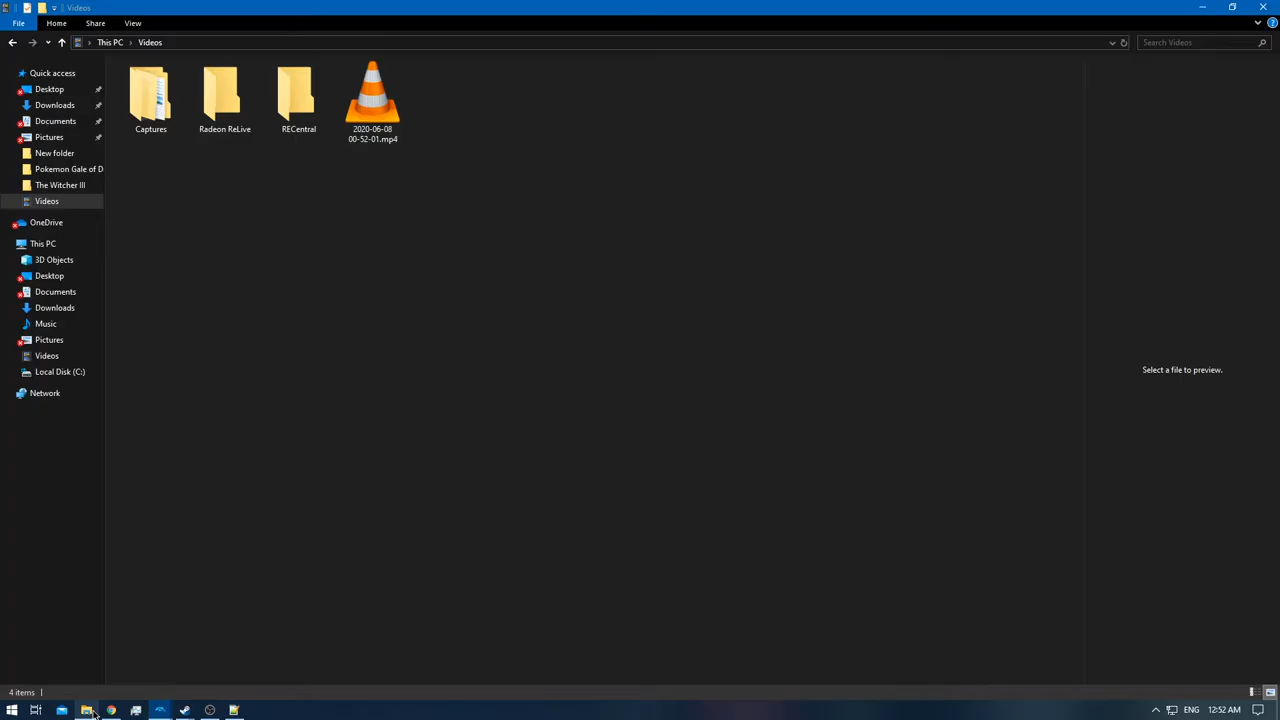 Videos
File Home Share View
This PC Videos Search Videos
Quick access
Desktop
Downloads
Documents
Pictures
New folder
Pokemon Gale of D
The Witcher III
Videos
OneDrive
This PC
3D Objects
Desktop
Documents
Downloads
Music
Pictures
Videos
Local Disk (C:)
Network
Captures
Radeon ReLive
RECentral
2020-06-08
00-52-01.mp4
Select a file to preview.
4 items
ENG 12:52 AM